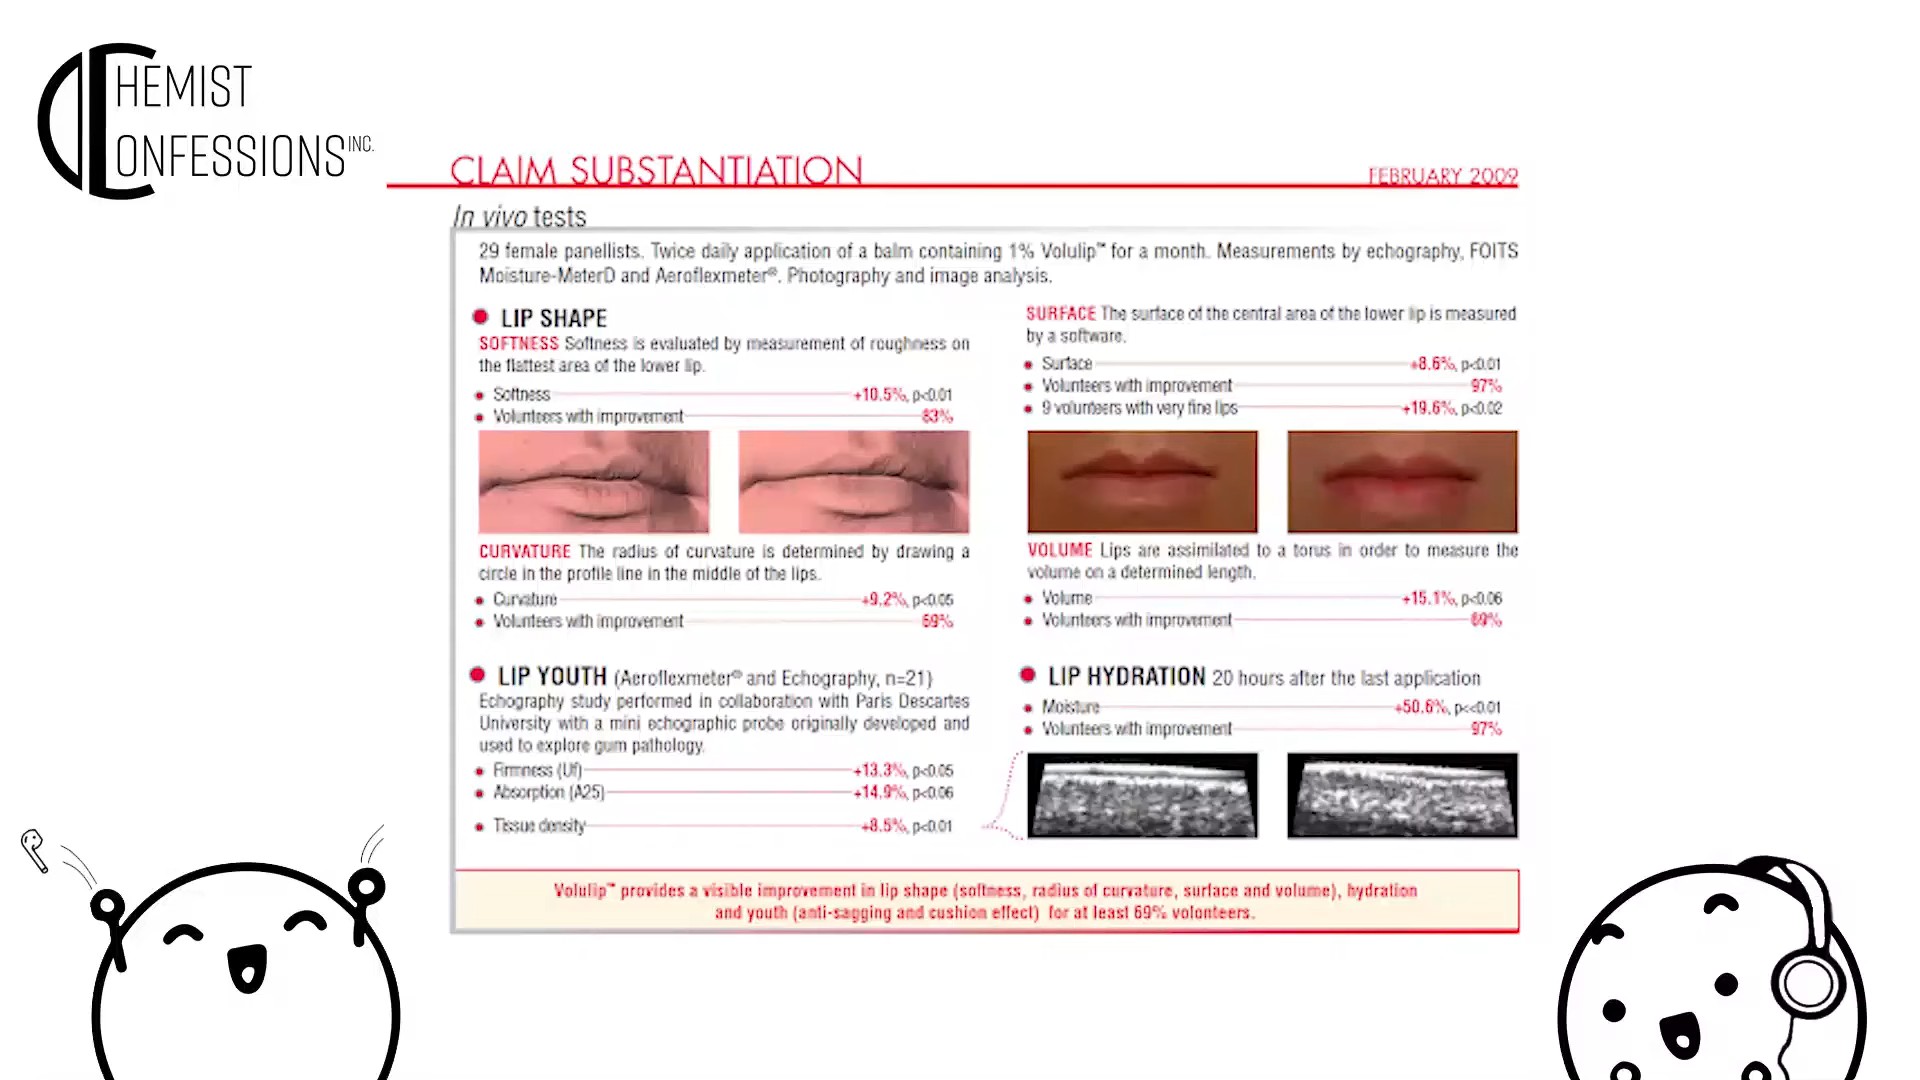 CHEMIST
CONFESSIONS INC.
CLAIM SUBSTANTIATION
FEBRUARY 2009
In vivo tests
29 female panellists. Twice daily application of a balm containing 1% Volulip™ for a month. Measurements by echography, FOITS
Moisture-MeterD and Aeroflexmeter®. Photography and image analysis.
LIP SHAPE
SOFTNESS Softness is evaluated by measurement of roughness on
the flattest area of the lower lip.
Softness +10.5%, p<0.01
Volunteers with improvement 83%
CURVATURE The radius of curvature is determined by drawing a
circle in the profile line in the middle of the lips.
Curvature +9.2%, p<0.05
Volunteers with improvement 69%
SURFACE The surface of the central area of the lower lip is measured
by a software.
Surface +8.6%, p<0.01
Volunteers with improvement 97%
9 volunteers with very fine lips +19.6%, p<0.02
VOLUME Lips are assimilated to a torus in order to measure the
volume on a determined length.
Volume +15.1%, p<0.06
Volunteers with improvement 69%
LIP YOUTH (Aeroflexmeter® and Echography, n=21)
Echography study performed in collaboration with Paris Descartes
University with a mini echographic probe originally developed and
used to explore gum pathology.
Firmness (Uf) +13.3%, p<0.05
Absorption (A25) +14.9%, p<0.06
Tissue density +8.5%, p<0.01
LIP HYDRATION 20 hours after the last application
Moisture +50.6%, p<<0.01
Volunteers with improvement 97%
Volulip™ provides a visible improvement in lip shape (softness, radius of curvature, surface and volume), hydration
and youth (anti-sagging and cushion effect) for at least 69% volonteers.